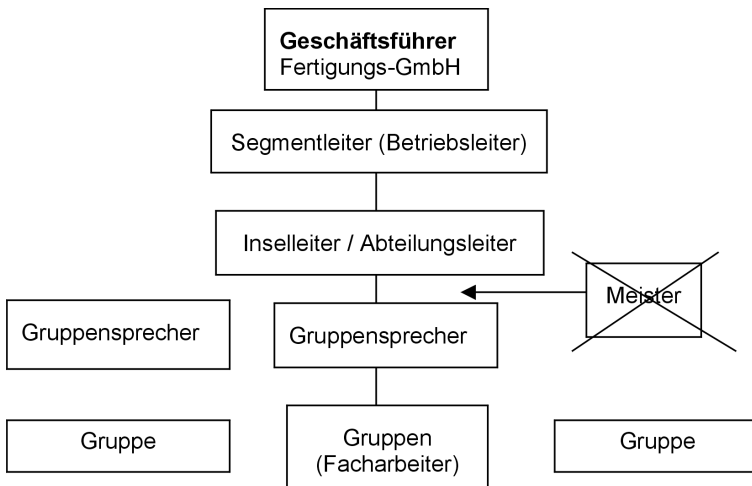 Geschäftsführer
Fertigungs-GmbH
Segmentleiter (Betriebsleiter)
Inselleiter / Abteilungsleiter
Meister
Gruppensprecher
Gruppensprecher
Gruppe
Gruppen
(Facharbeiter)
Gruppe